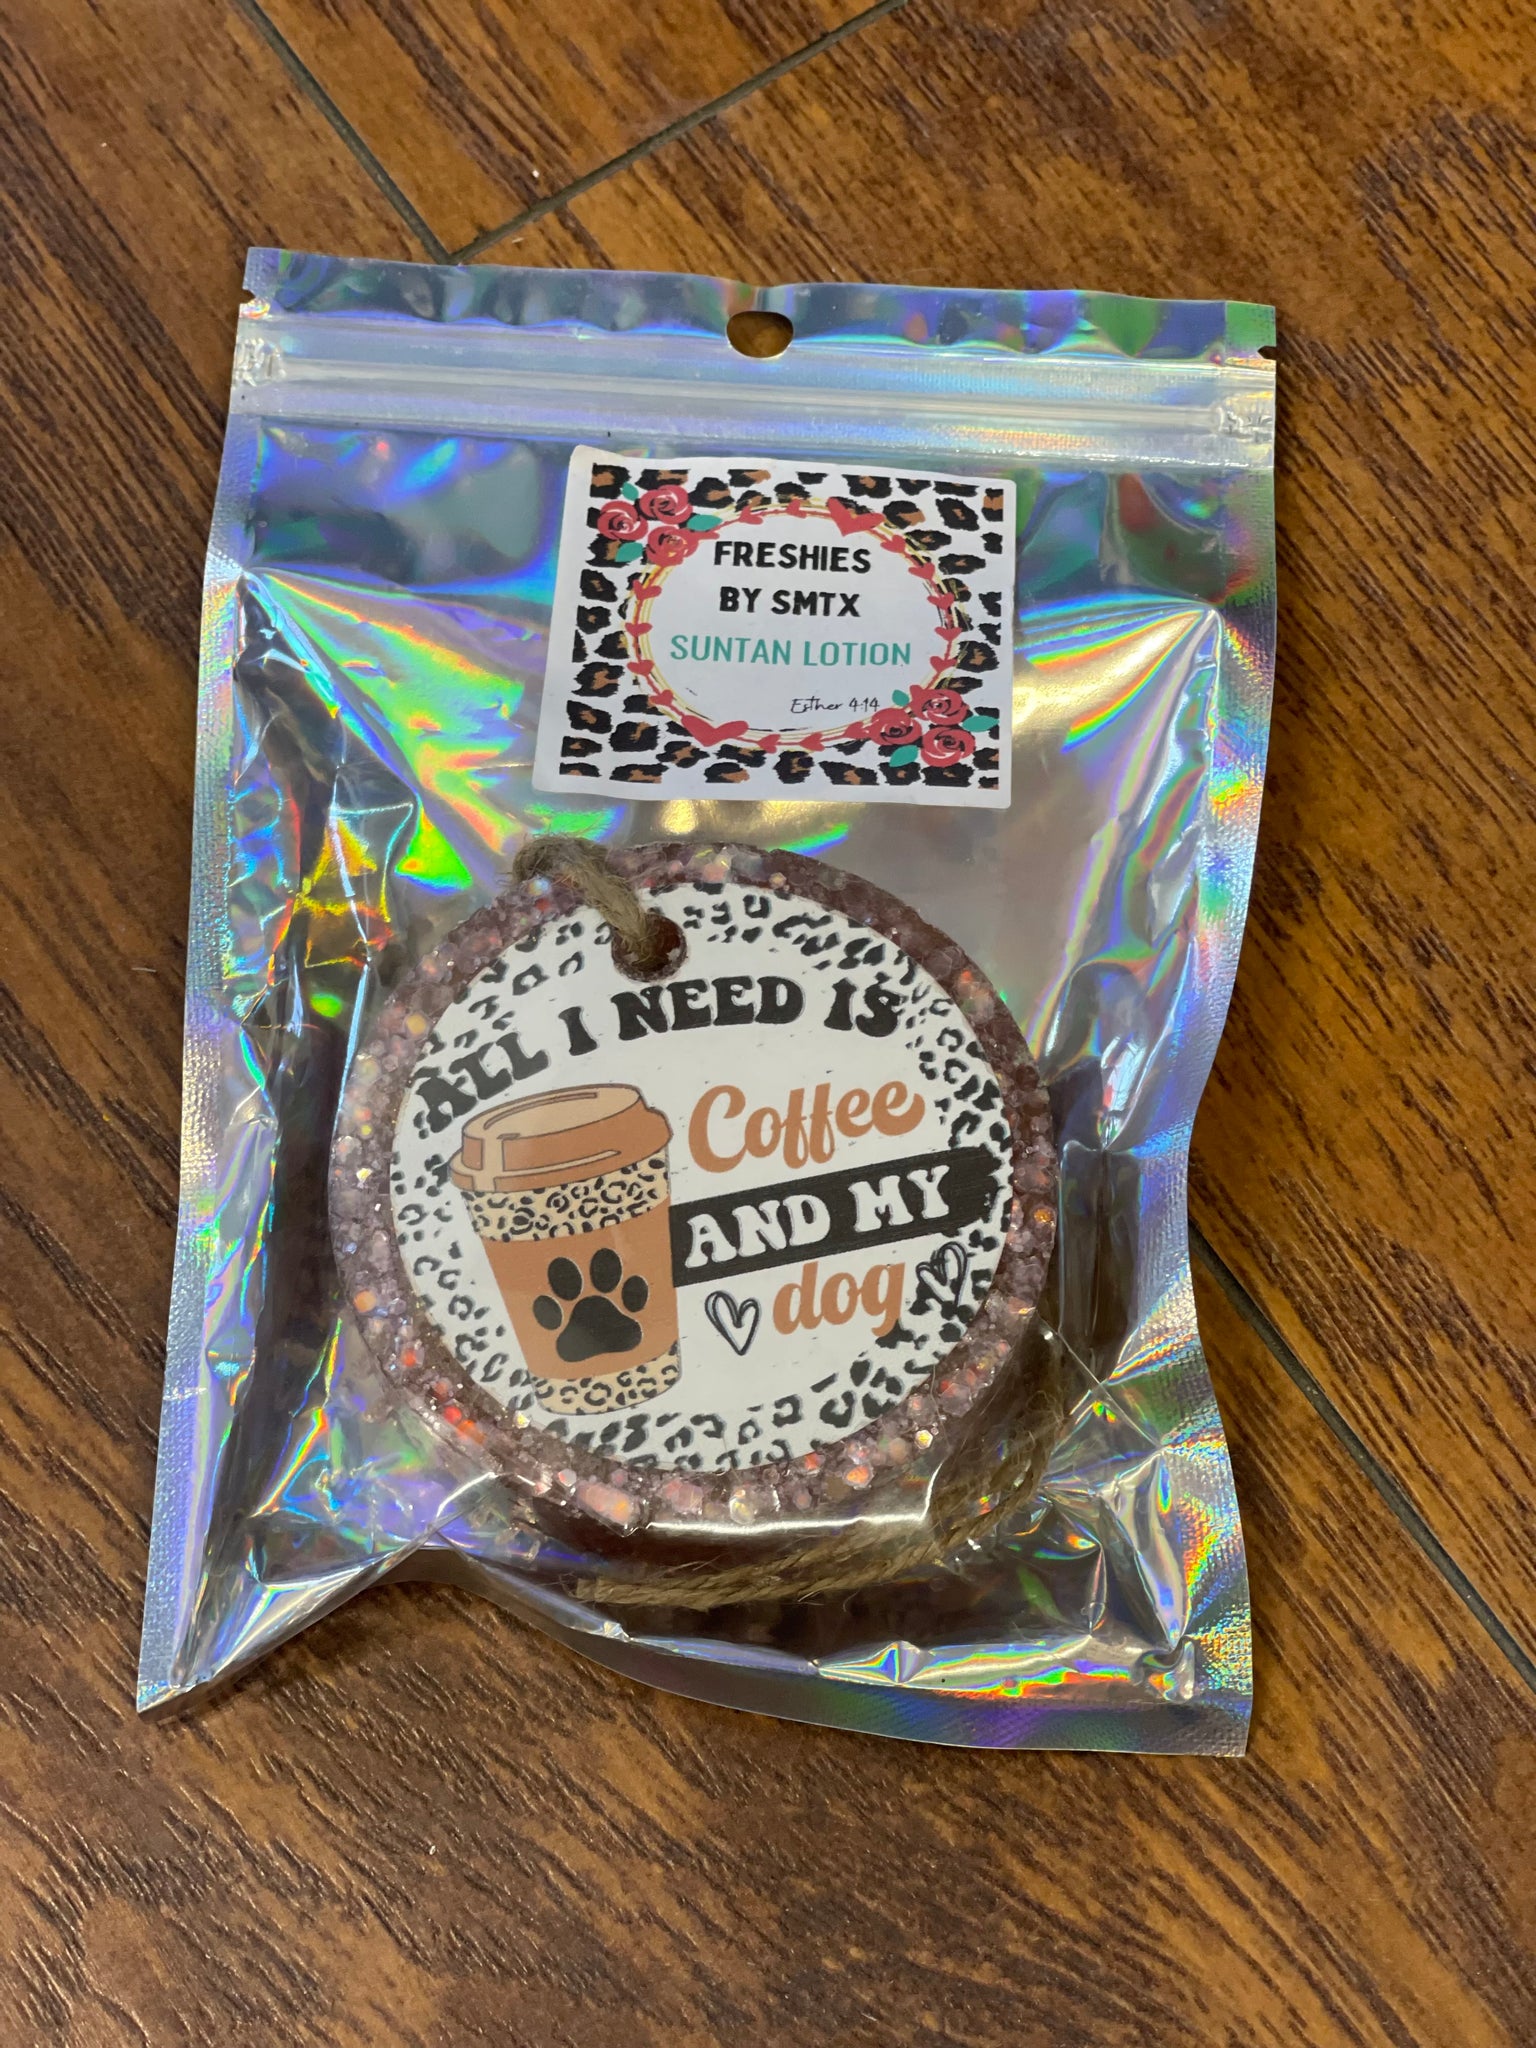 FRESHIES
BY SMTX
SUNTAN LOTION
Esther 4:14
ALL I NEED IS
Coffee
AND MY
dog